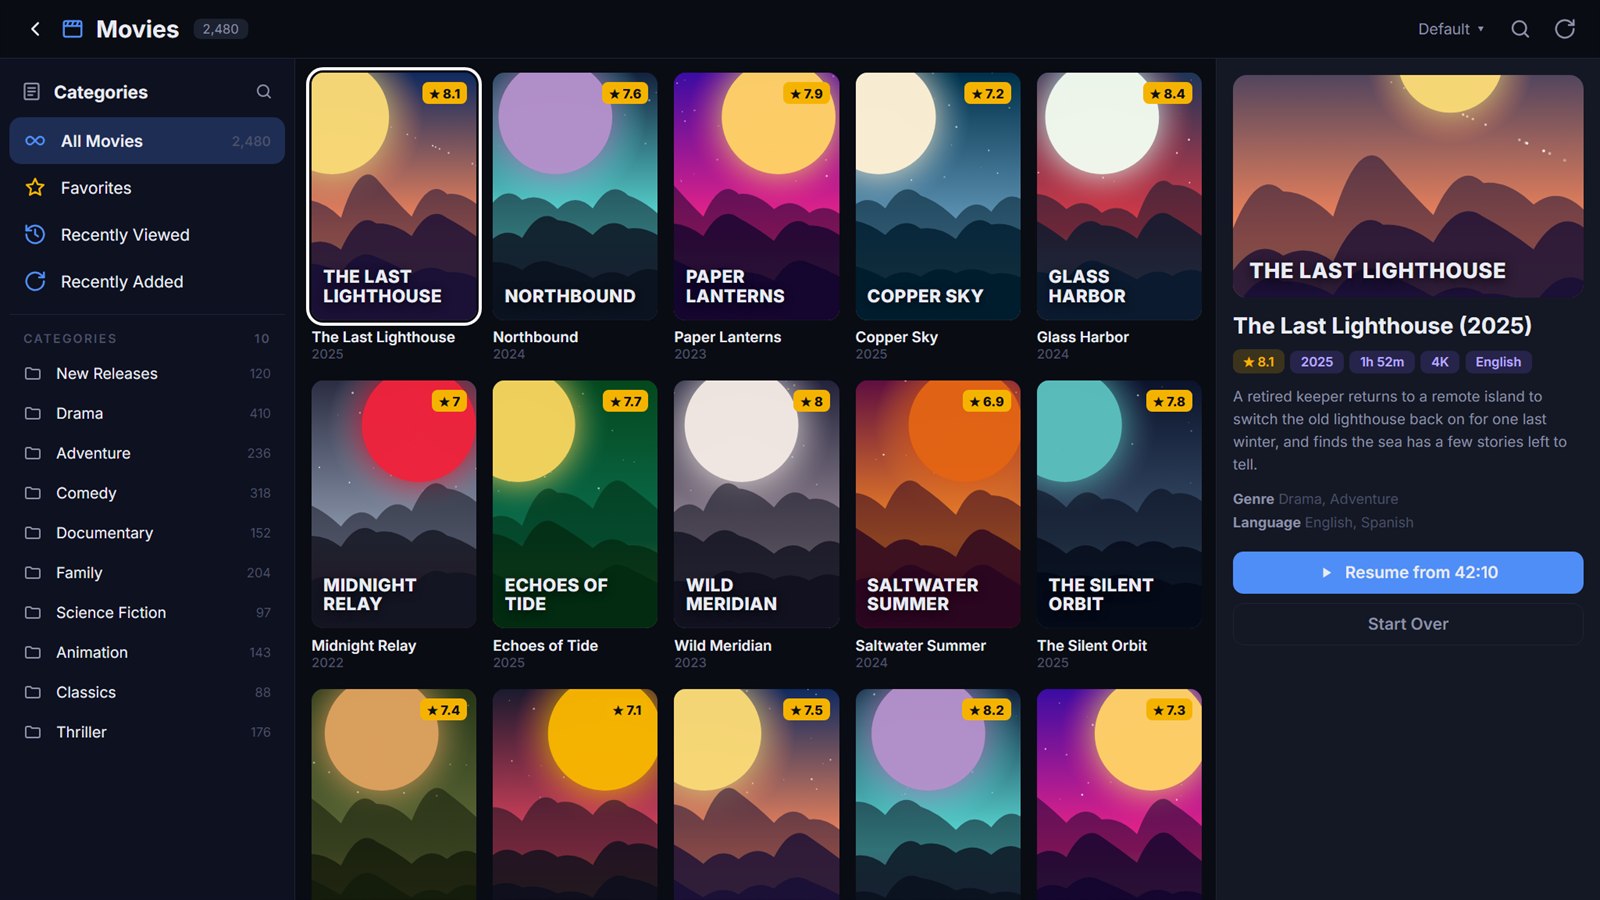 Movies 2,480
Default
Categories
All Movies 2,480
Favorites
Recently Viewed
Recently Added
CATEGORIES 10
New Releases 120
Drama 410
Adventure 236
Comedy 318
Documentary 152
Family 204
Science Fiction 97
Animation 143
Classics 88
Thriller 176
★ 8.1
THE LAST
LIGHTHOUSE
The Last Lighthouse
2025
★ 7.6
NORTHBOUND
Northbound
2024
★ 7.9
PAPER
LANTERNS
Paper Lanterns
2023
★ 7.2
COPPER SKY
Copper Sky
2025
★ 8.4
GLASS
HARBOR
Glass Harbor
2024
★ 7
MIDNIGHT
RELAY
Midnight Relay
2022
★ 7.7
ECHOES OF
TIDE
Echoes of Tide
2025
★ 8
WILD
MERIDIAN
Wild Meridian
2023
★ 6.9
SALTWATER
SUMMER
Saltwater Summer
2024
★ 7.8
THE SILENT
ORBIT
The Silent Orbit
2025
★ 7.4
★ 7.1
★ 7.5
★ 8.2
★ 7.3
THE LAST LIGHTHOUSE
The Last Lighthouse (2025)
★ 8.1 2025 1h 52m 4K English
A retired keeper returns to a remote island to
switch the old lighthouse back on for one last
winter, and finds the sea has a few stories left to
tell.
Genre Drama, Adventure
Language English, Spanish
Resume from 42:10
Start Over